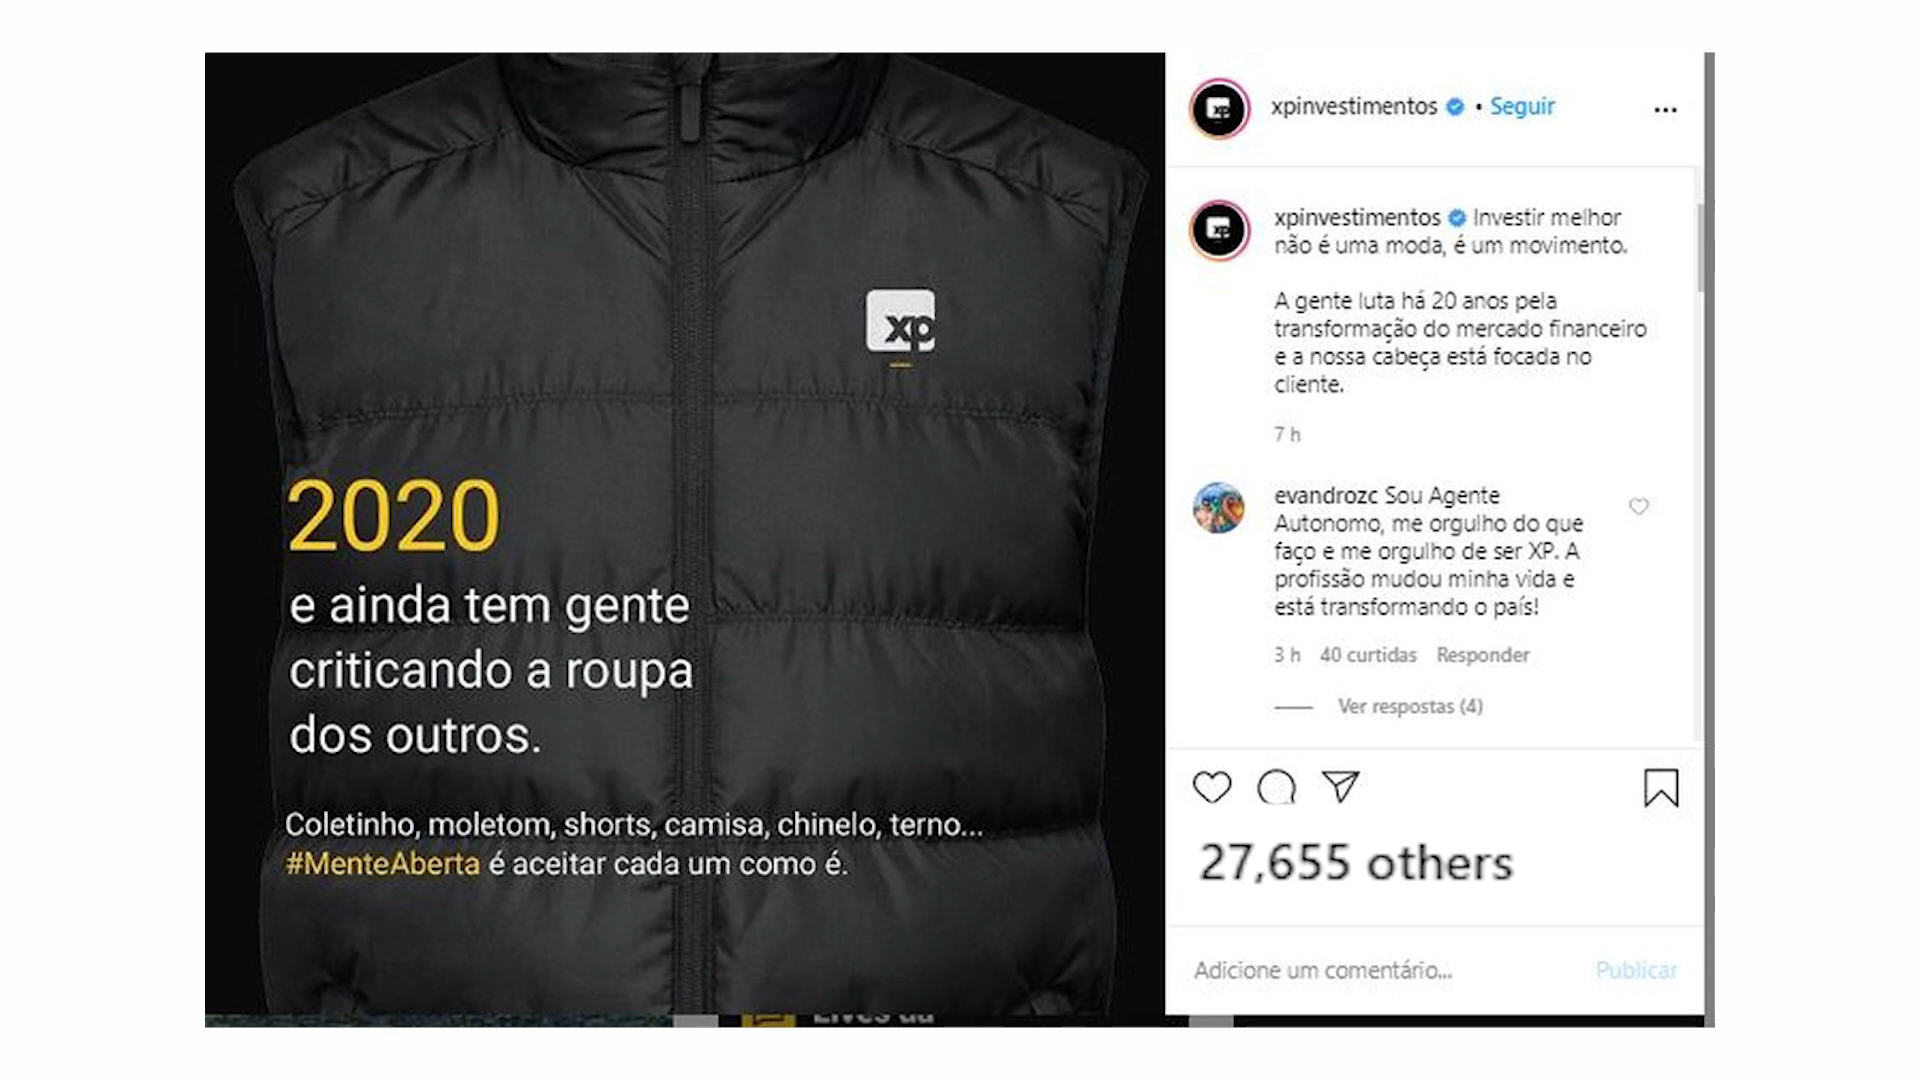 xp
2020
e ainda tem gente
criticando a roupa
dos outros.
Coletinho, moletom, shorts, camisa, chinelo, terno...
#MenteAberta é aceitar cada um como é.
xp
xpinvestimentos • Seguir
...
xp
xpinvestimentos Investir melhor
não é uma moda, é um movimento.
A gente luta há 20 anos pela
transformação do mercado financeiro
e a nossa cabeça está focada no
cliente.
7 h
evandrozc Sou Agente
Autonomo, me orgulho do que
faço e me orgulho de ser XP. A
profissão mudou minha vida e
está transformando o país!
3 h 40 curtidas Responder
Ver respostas (4)
27,655 others
Adicione um comentário... Publicar